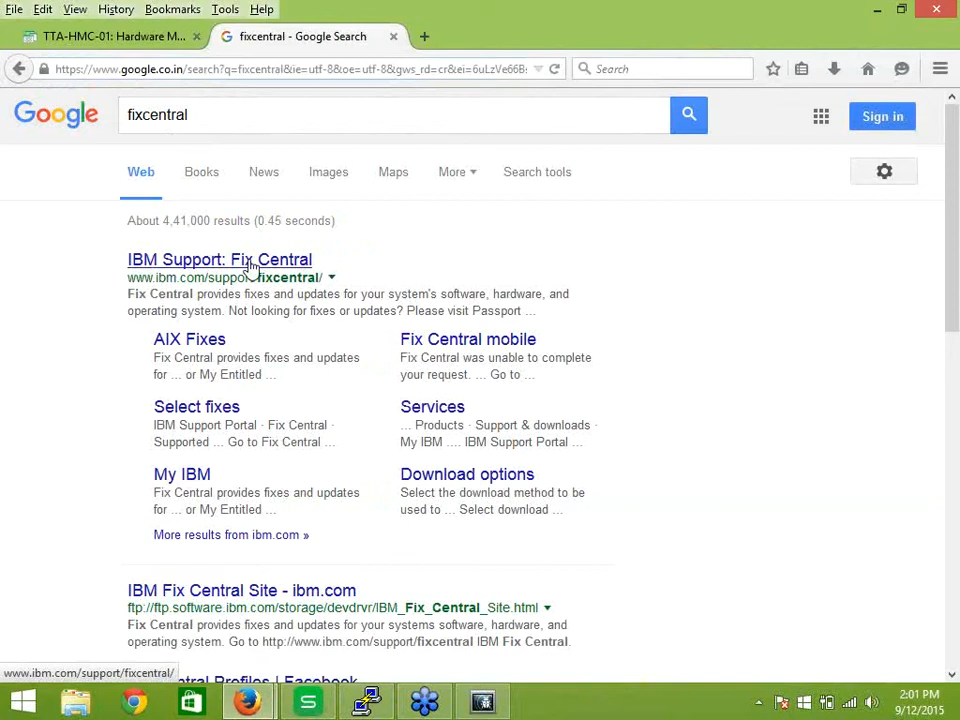 File Edit View History Bookmarks Tools Help
TTA-HMC-01: Hardware M...
fixcentral - Google Search
https://www.google.co.in/search?q=fixcentral&ie=utf-8&oe=utf-8&gws_rd=cr&ei=6uLzVe66B
Search
Google
fixcentral
Sign in
Web Books News Images Maps More Search tools
About 4,41,000 results (0.45 seconds)
IBM Support: Fix Central
www.ibm.com/support/fixcentral/
Fix Central provides fixes and updates for your system's software, hardware, and
operating system. Not looking for fixes or updates? Please visit Passport ...
AIX Fixes
Fix Central provides fixes and updates
for ... or My Entitled ...
Fix Central mobile
Fix Central was unable to complete
your request. ... Go to ...
Select fixes
IBM Support Portal · Fix Central ·
Supported ... Go to Fix Central ...
Services
... Products · Support & downloads ·
My IBM .... IBM Support Portal ...
My IBM
Fix Central provides fixes and updates
for ... or My Entitled ...
Download options
Select the download method to be
used to ... Select download ...
More results from ibm.com »
IBM Fix Central Site - ibm.com
ftp://ftp.software.ibm.com/storage/devdrvr/IBM_Fix_Central_Site.html
Fix Central provides fixes and updates for your systems software, hardware, and
operating system. Go to http://www.ibm.com/support/fixcentral IBM Fix Central.
Central Profiles | Facebook
www.ibm.com/support/fixcentral/
S
2:01 PM
9/12/2015